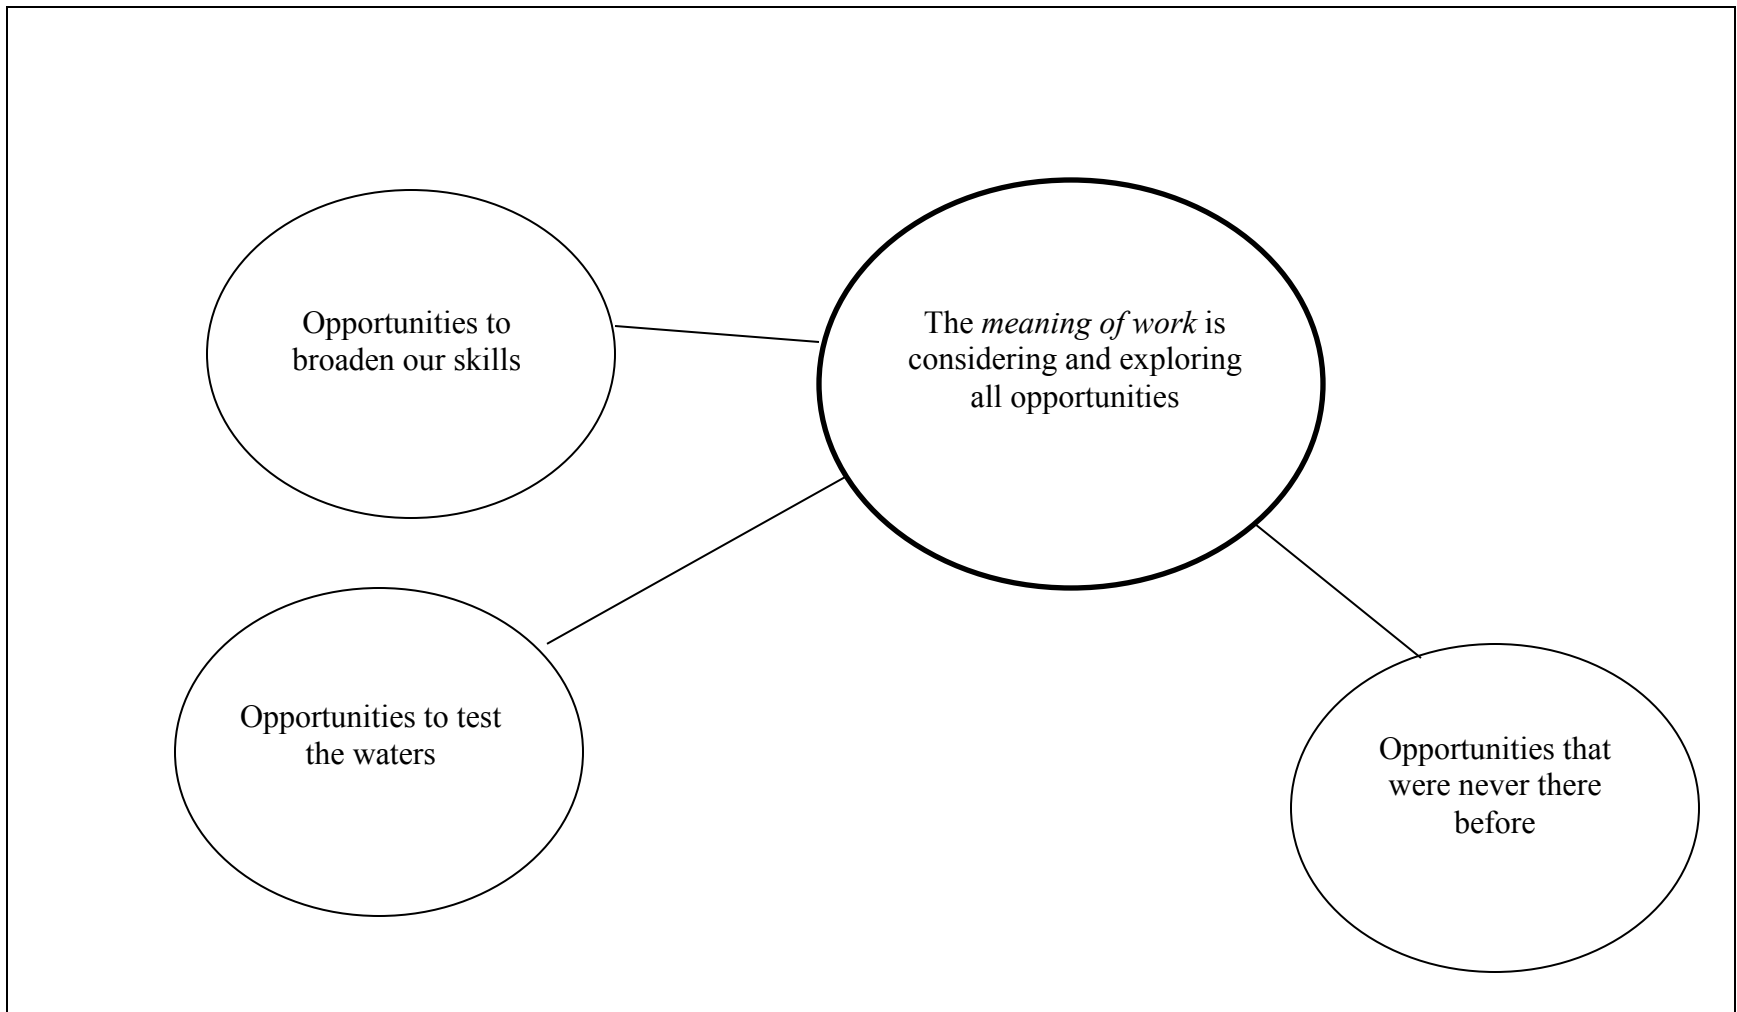 Opportunities to
broaden our skills
The meaning of work is
considering and exploring
all opportunities
Opportunities to test
the waters
Opportunities that
were never there
before